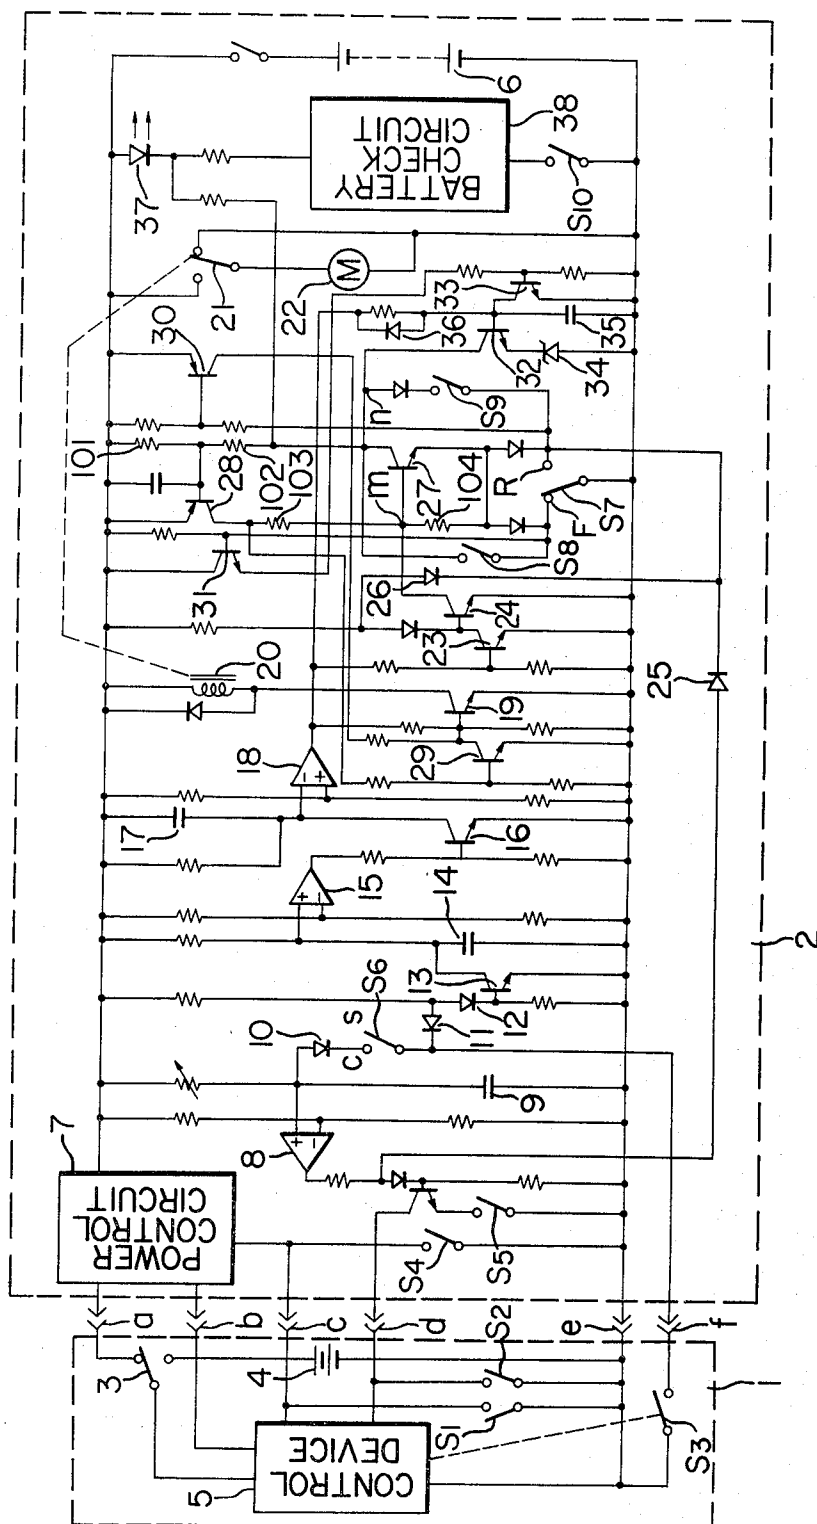 BATTERY
CHECK
CIRCUIT
38
6
S10
37
M
22
21
30
33
36
32
35
34
n
S9
101
102
103
28
31
m
27
104
R
F
S7
S8
26
24
23
25
20
19
18
29
17
16
15
14
13
12
11
10
s
c
S6
9
8
7
POWER
CONTROL
CIRCUIT
S4
S5
2
a
b
c
d
e
f
3
4
S1
S2
S3
1
5
CONTROL
DEVICE